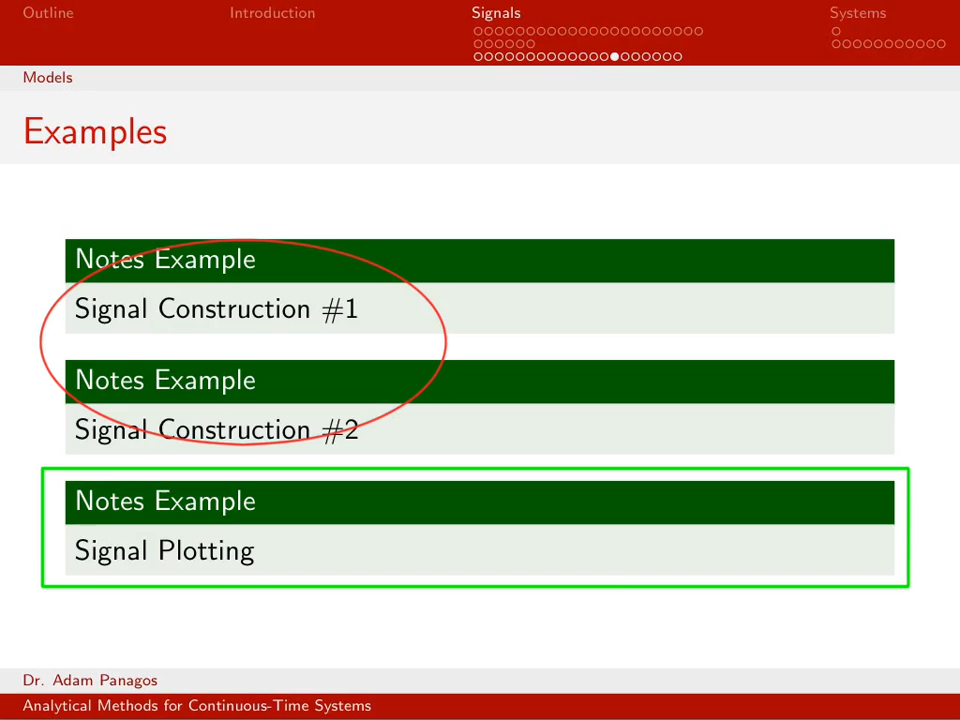 Outline Introduction Signals Systems
Models
Examples
Notes Example
Signal Construction #1
Notes Example
Signal Construction #2
Notes Example
Signal Plotting
Dr. Adam Panagos
Analytical Methods for Continuous-Time Systems